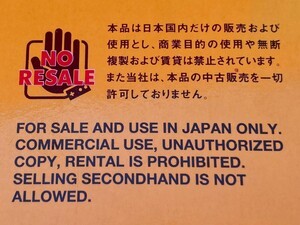 NO
RESALE
本品は日本国内だけの販売および
使用とし、商業目的の使用や無断
複製および賃貸は禁止されています。
また当社は、本品の中古販売を一切
許可しておりません。
FOR SALE AND USE IN JAPAN ONLY.
COMMERCIAL USE, UNAUTHORIZED
COPY, RENTAL IS PROHIBITED.
SELLING SECONDHAND IS NOT
ALLOWED.